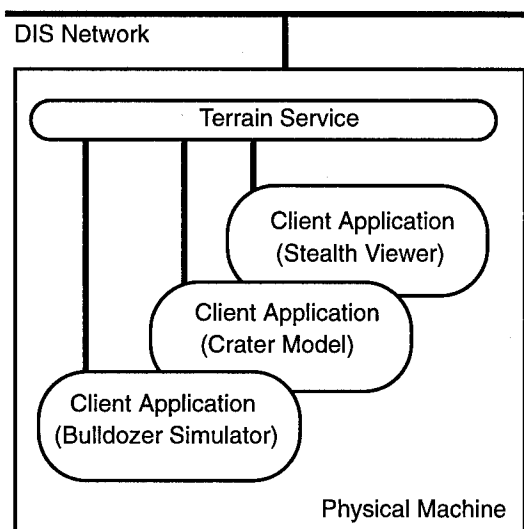 DIS Network
Terrain Service
Client Application
(Stealth Viewer)
Client Application
(Crater Model)
Client Application
(Bulldozer Simulator)
Physical Machine